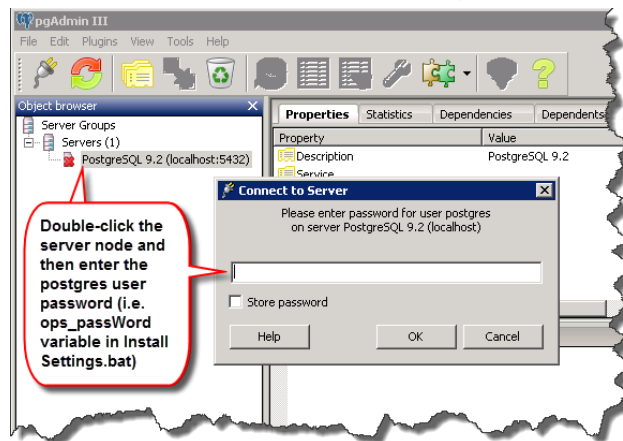 pgAdmin III
File Edit Plugins View Tools Help
Object browser X
Server Groups
Servers (1)
PostgreSQL 9.2 (localhost:5432)
Properties Statistics Dependencies Dependents
Property Value
Description PostgreSQL 9.2
Service
Connect to Server
Please enter password for user postgres
on server PostgreSQL 9.2 (localhost)
Store password
Help OK Cancel
Double-click the
server node and
then enter the
postgres user
password (i.e.
ops_passWord
variable in Install
Settings.bat)